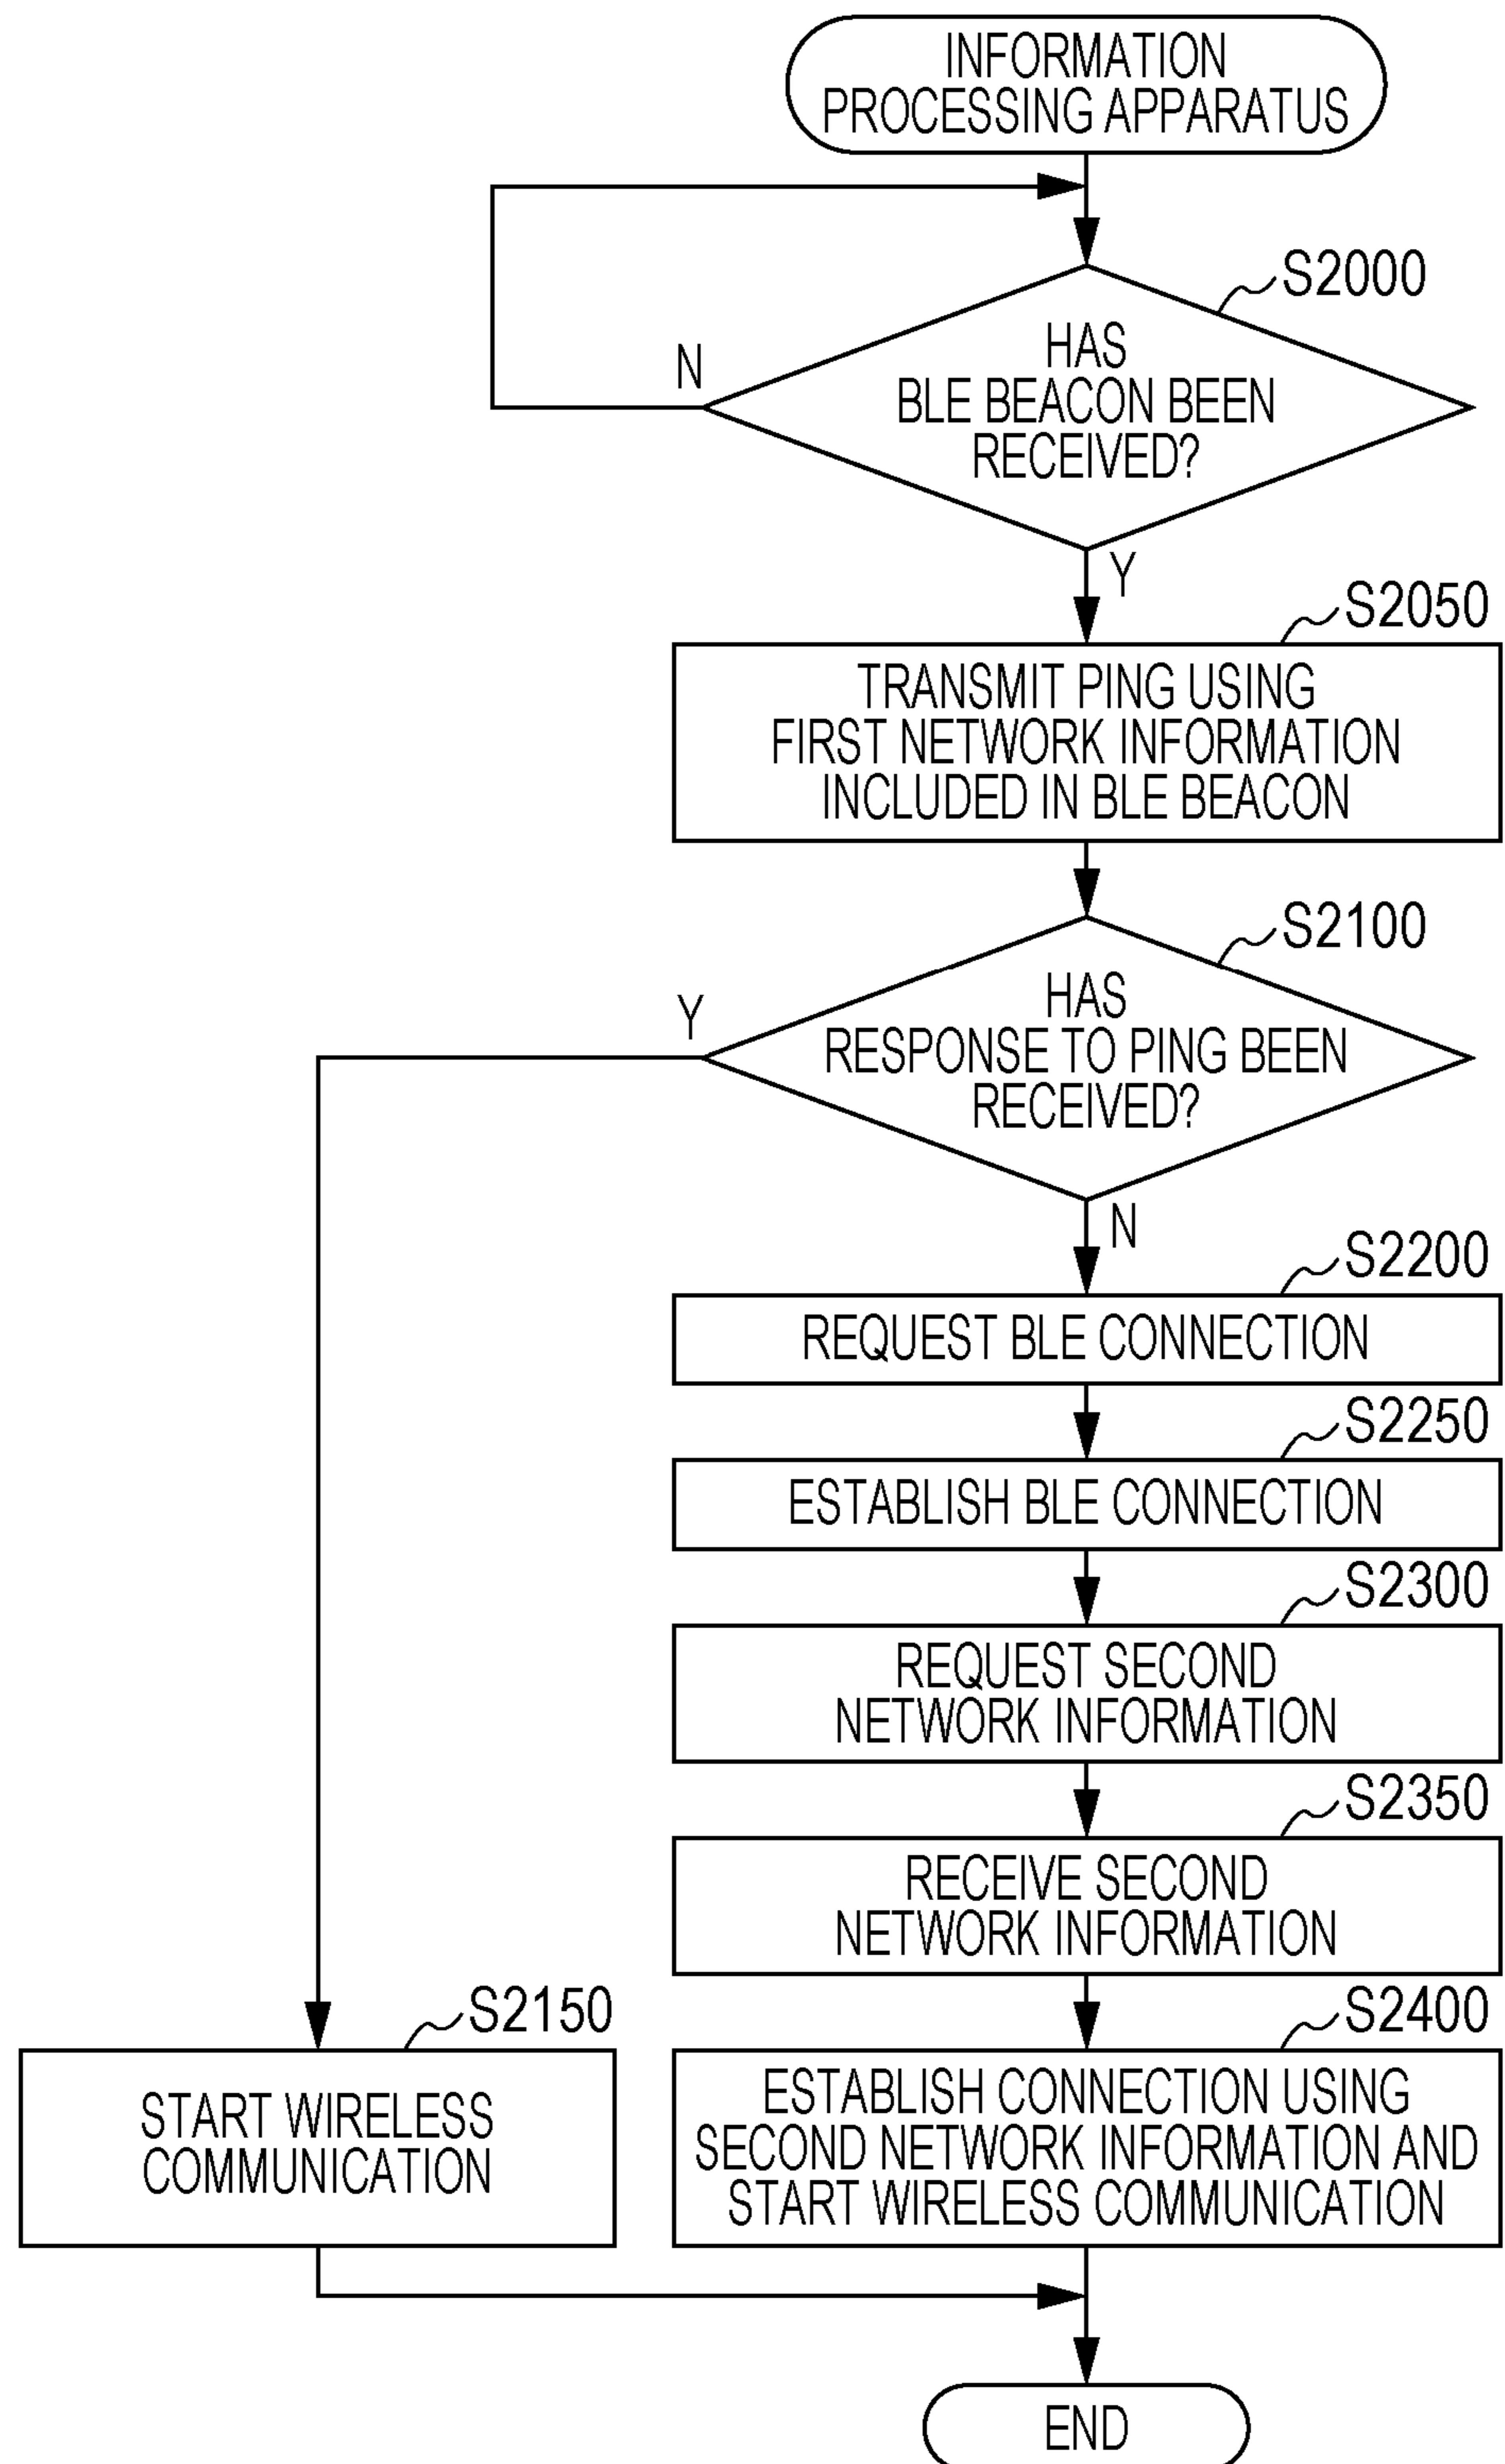 INFORMATION
PROCESSING APPARATUS
S2000
HAS
BLE BEACON BEEN
RECEIVED?
N
Y
S2050
TRANSMIT PING USING
FIRST NETWORK INFORMATION
INCLUDED IN BLE BEACON
S2100
HAS
RESPONSE TO PING BEEN
RECEIVED?
Y
N
S2200
REQUEST BLE CONNECTION
S2250
ESTABLISH BLE CONNECTION
S2300
REQUEST SECOND
NETWORK INFORMATION
S2350
RECEIVE SECOND
NETWORK INFORMATION
S2150
START WIRELESS
COMMUNICATION
S2400
ESTABLISH CONNECTION USING
SECOND NETWORK INFORMATION AND
START WIRELESS COMMUNICATION
END